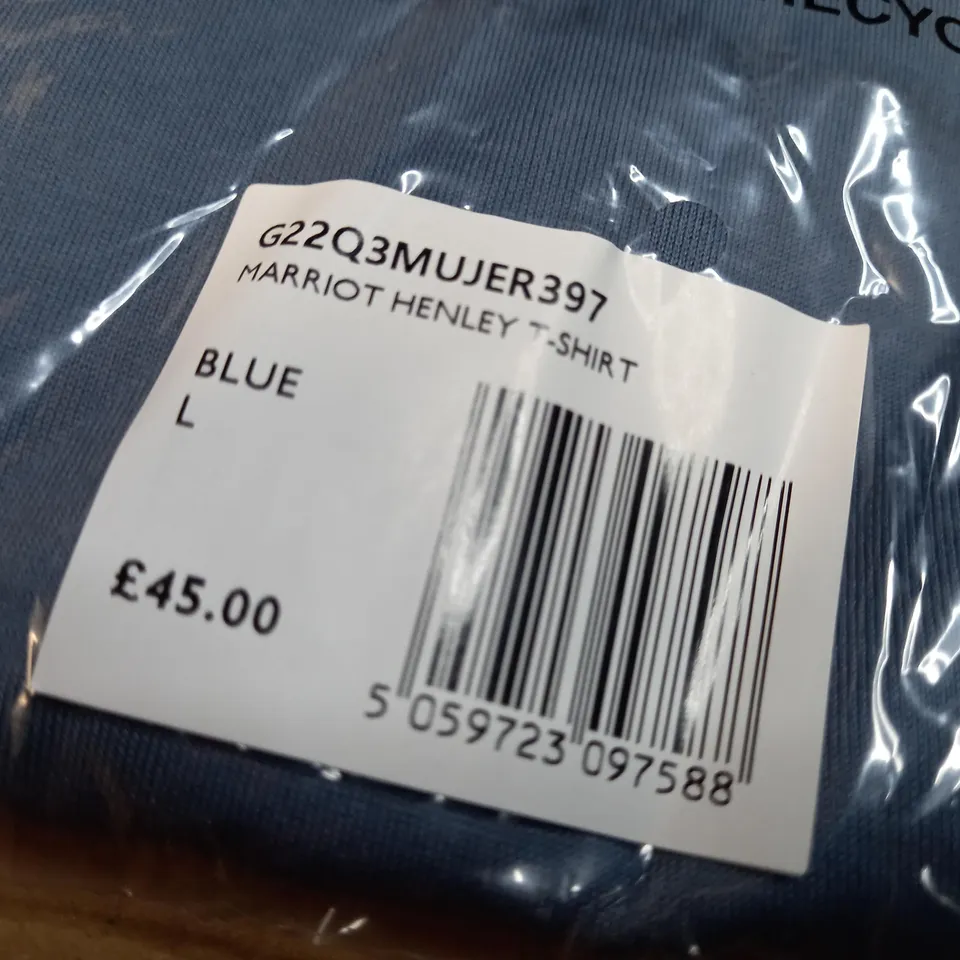 G22Q3MUJER397
MARRIOT HENLEY T-SHIRT
BLUE
L
£45.00
5 059723 097588